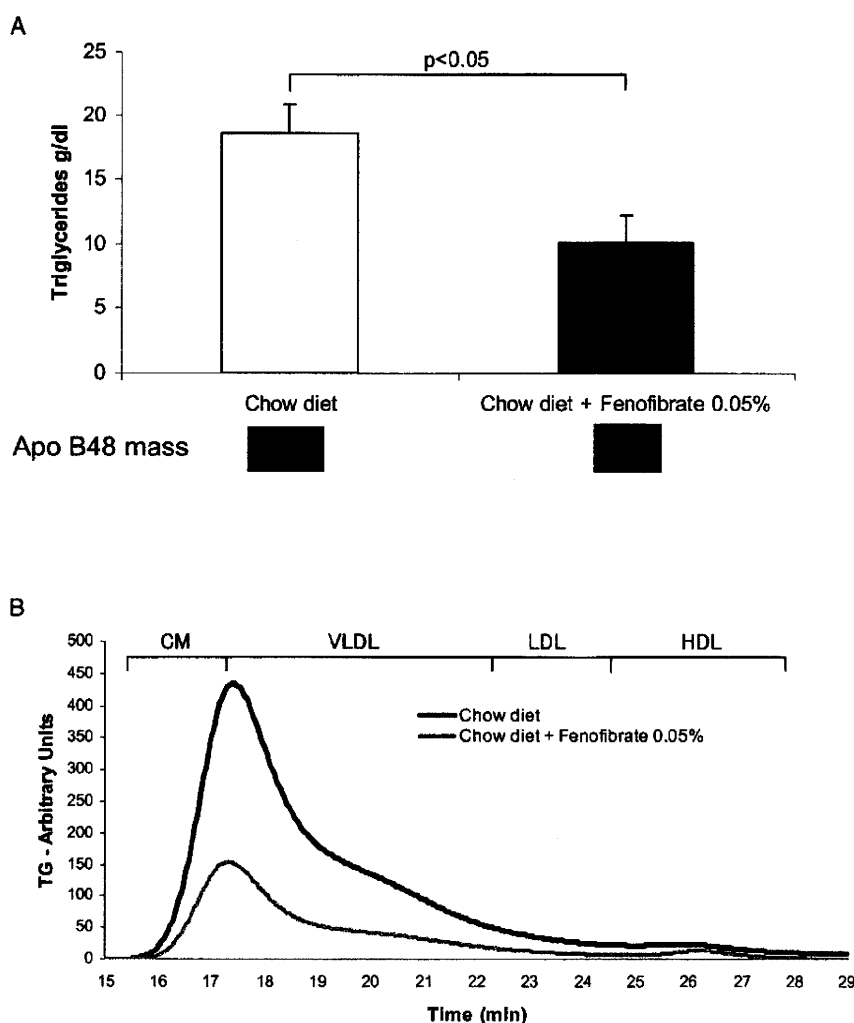 A
25
p<0.05
20
15
10
5
0
Triglycerides g/dl
Chow diet
Chow diet + Fenofibrate 0.05%
Apo B48 mass
B
500
CM
VLDL
LDL
HDL
450
400
Chow diet
350
Chow diet + Fenofibrate 0.05%
300
250
200
150
100
50
0
TG - Arbitrary Units
15 16 17 18 19 20 21 22 23 24 25 26 27 28 29
Time (min)